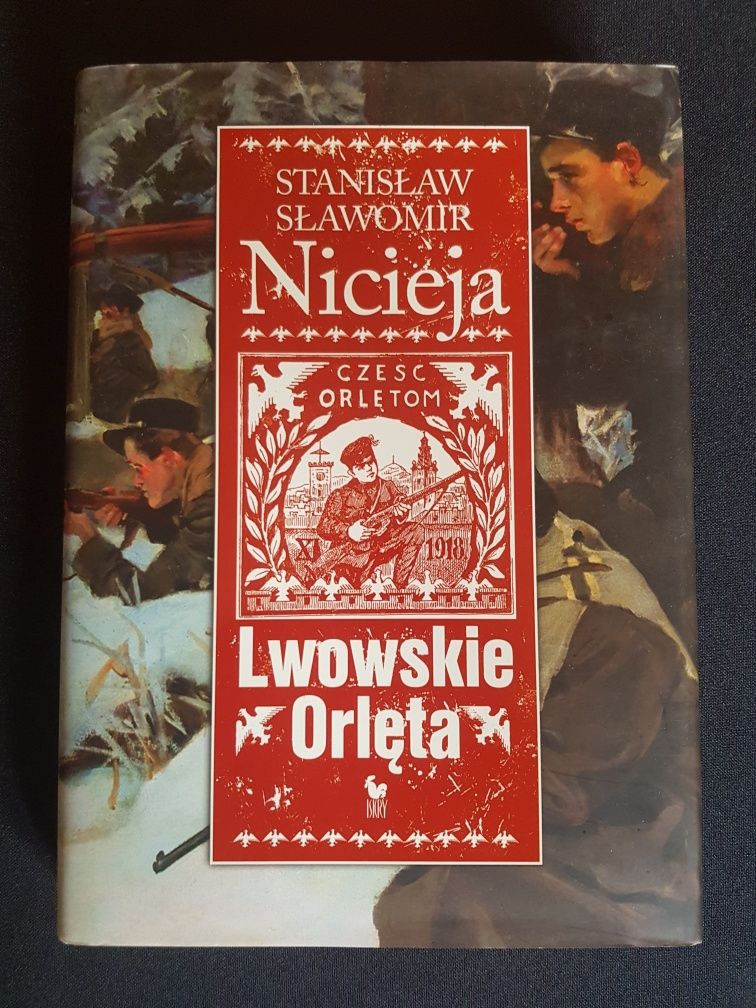 STANISŁAW
SŁAWOMIR
Nicieja
CZEŚĆ
ORLĘTOM
XI 1918
Lwowskie
Orlęta
ISKRY